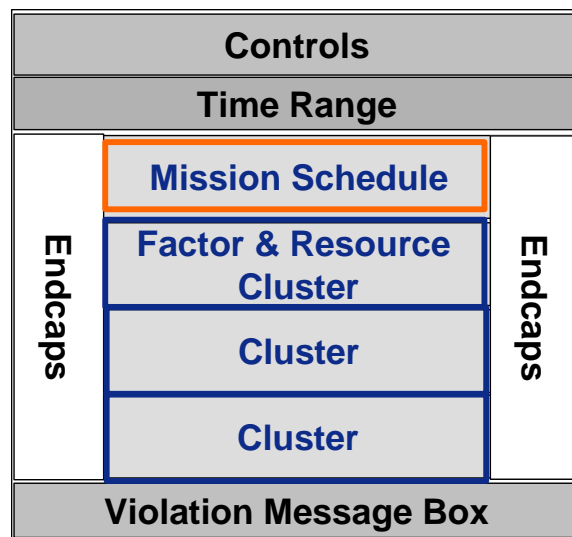 Controls
Time Range
Endcaps
Mission Schedule
Factor & Resource
Cluster
Cluster
Cluster
Endcaps
Violation Message Box